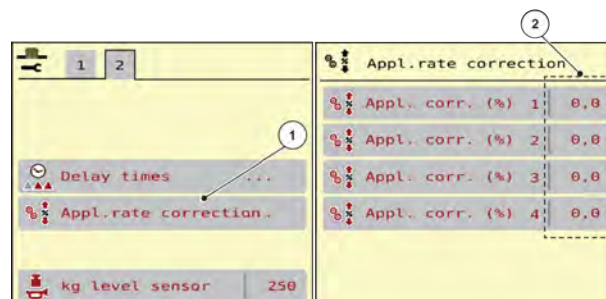 2
1 2
Appl.rate correction
Appl. corr. (%) 1 0,0
1
Appl. corr. (%) 2 0,0
Delay times ...
Appl. corr. (%) 3 0,0
Appl.rate correction.
Appl. corr. (%) 4 0,0
kg level sensor 250